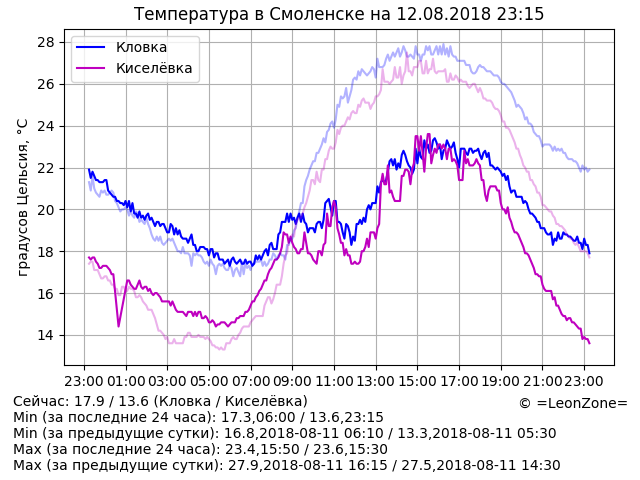 Температура в Смоленске на 12.08.2018 23:15
Кловка
Киселёвка
градусов Цельсия, °C
28
26
24
22
20
18
16
14
23:00 01:00 03:00 05:00 07:00 09:00 11:00 13:00 15:00 17:00 19:00 21:00 23:00
Сейчас: 17.9 / 13.6 (Кловка / Киселёвка)
© =LeonZone=
Min (за последние 24 часа): 17.3,06:00 / 13.6,23:15
Min (за предыдущие сутки): 16.8,2018-08-11 06:10 / 13.3,2018-08-11 05:30
Max (за последние 24 часа): 23.4,15:50 / 23.6,15:30
Max (за предыдущие сутки): 27.9,2018-08-11 16:15 / 27.5,2018-08-11 14:30